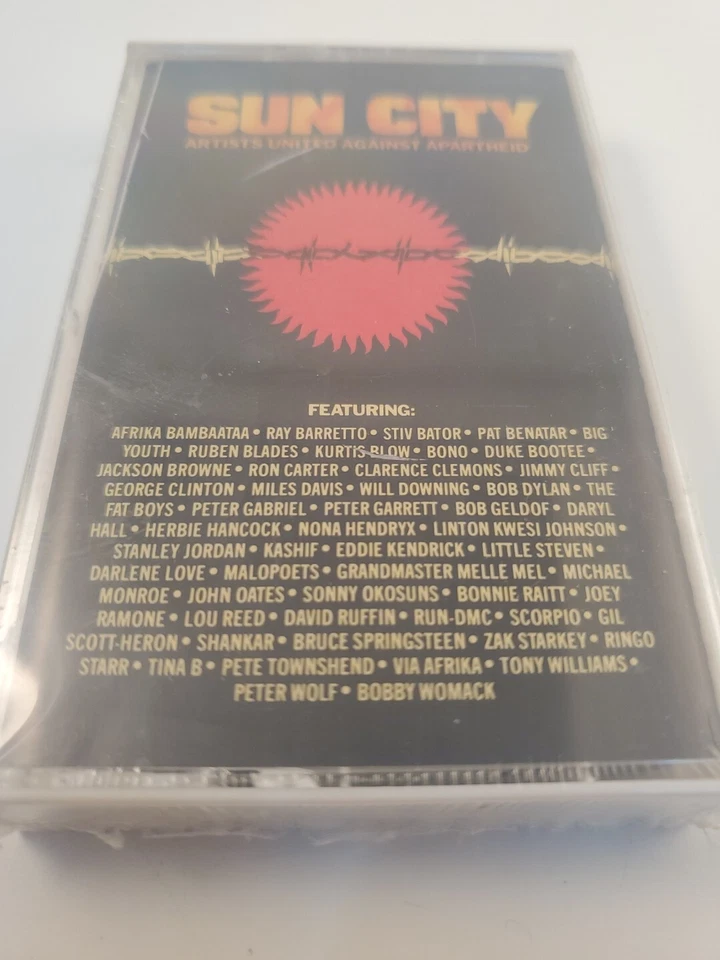 SUN CITY
ARTISTS UNITED AGAINST APARTHEID
FEATURING:
AFRIKA BAMBAATAA • RAY BARRETTO • STIV BATOR • PAT BENATAR • BIG
YOUTH • RUBEN BLADES • KURTIS BLOW • BONO • DUKE BOOTEE •
JACKSON BROWNE • RON CARTER • CLARENCE CLEMONS • JIMMY CLIFF •
GEORGE CLINTON • MILES DAVIS • WILL DOWNING • BOB DYLAN • THE
FAT BOYS • PETER GABRIEL • PETER GARRETT • BOB GELDOF • DARYL
HALL • HERBIE HANCOCK • NONA HENDRYX • LINTON KWESI JOHNSON •
STANLEY JORDAN • KASHIF • EDDIE KENDRICK • LITTLE STEVEN •
DARLENE LOVE • MALOPOETS • GRANDMASTER MELLE MEL • MICHAEL
MONROE • JOHN OATES • SONNY OKOSUNS • BONNIE RAITT • JOEY
RAMONE • LOU REED • DAVID RUFFIN • RUN-DMC • SCORPIO • GIL
SCOTT-HERON • SHANKAR • BRUCE SPRINGSTEEN • ZAK STARKEY • RINGO
STARR • TINA B • PETE TOWNSHEND • VIA AFRIKA • TONY WILLIAMS •
PETER WOLF • BOBBY WOMACK